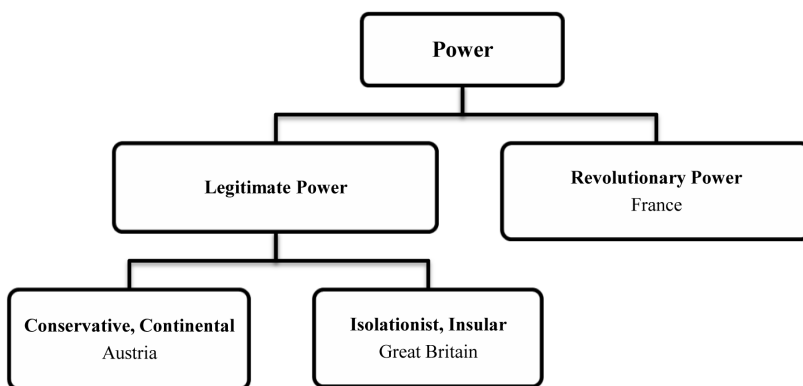 Power
Legitimate Power
Revolutionary Power
France
Conservative, Continental
Austria
Isolationist, Insular
Great Britain